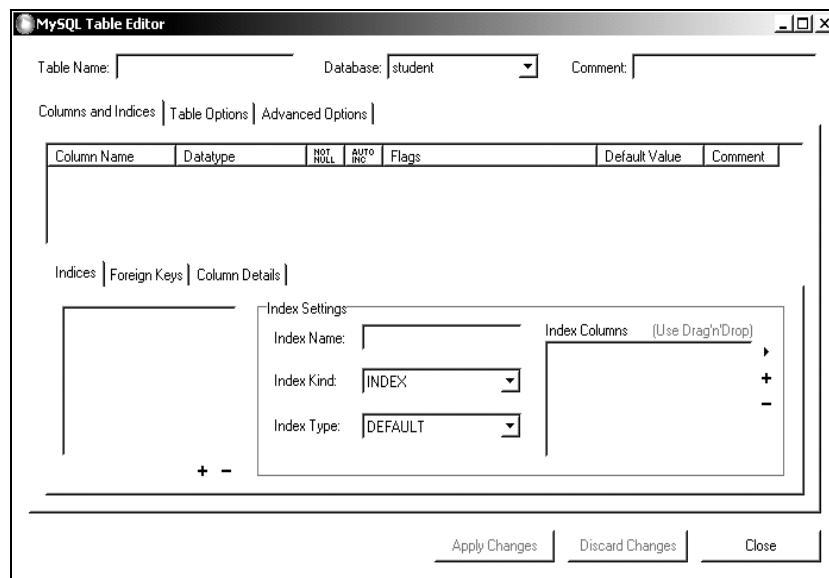 MySQL Table Editor
Table Name: Database: student Comment:
Columns and Indices Table Options Advanced Options
Column Name Datatype NOT NULL AUTO INC Flags Default Value Comment
Indices Foreign Keys Column Details
Index Settings
Index Name: Index Columns (Use Drag'n'Drop)
Index Kind: INDEX
Index Type: DEFAULT
Apply Changes Discard Changes Close